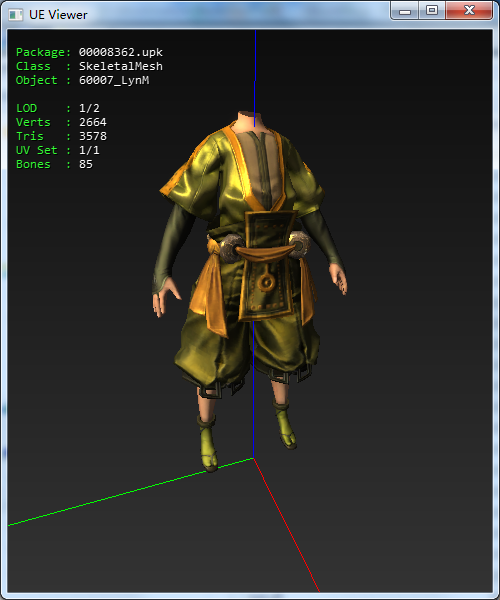 UE Viewer
Package: 00008362.upk
Class : SkeletalMesh
Object : 60007_LynM
LOD : 1/2
Verts : 2664
Tris : 3578
UV Set : 1/1
Bones : 85